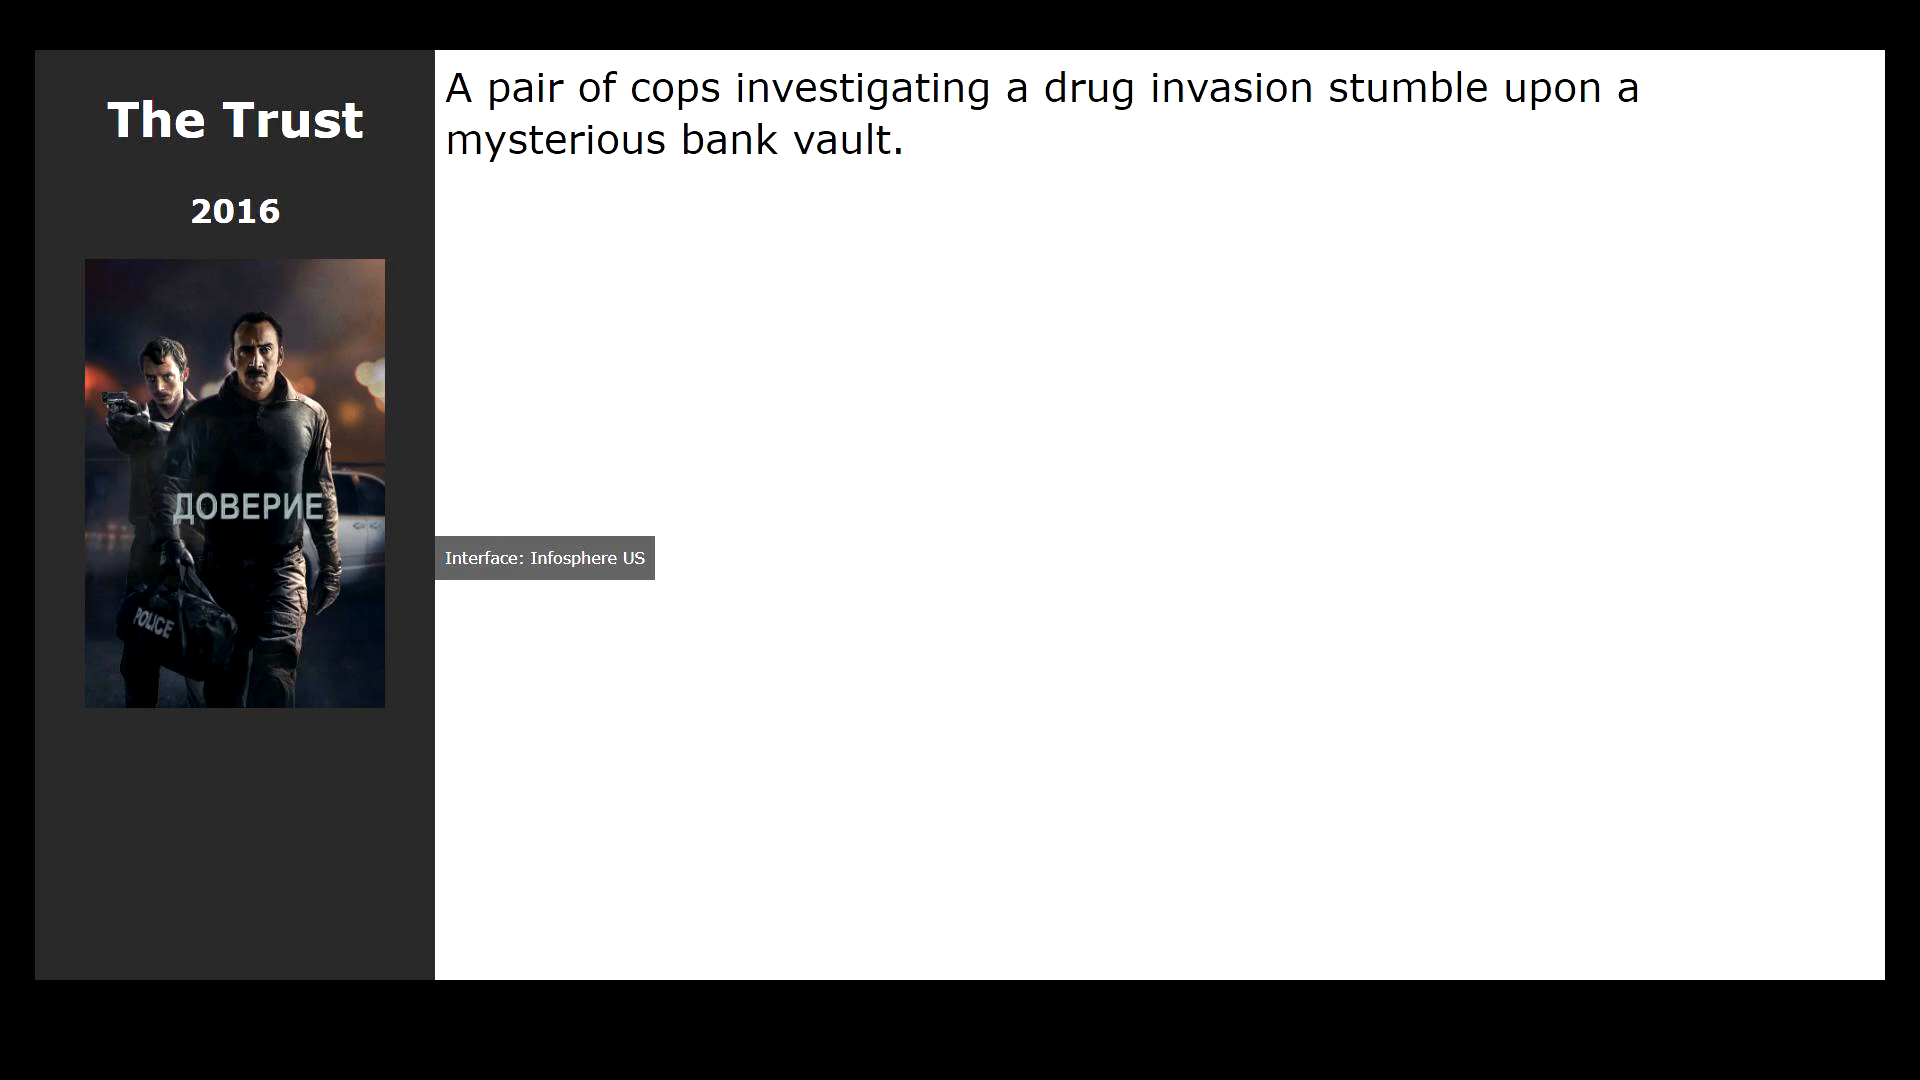 The Trust
2016
ДОВЕРИЕ
POLICE
A pair of cops investigating a drug invasion stumble upon a
mysterious bank vault.
Interface: Infosphere US